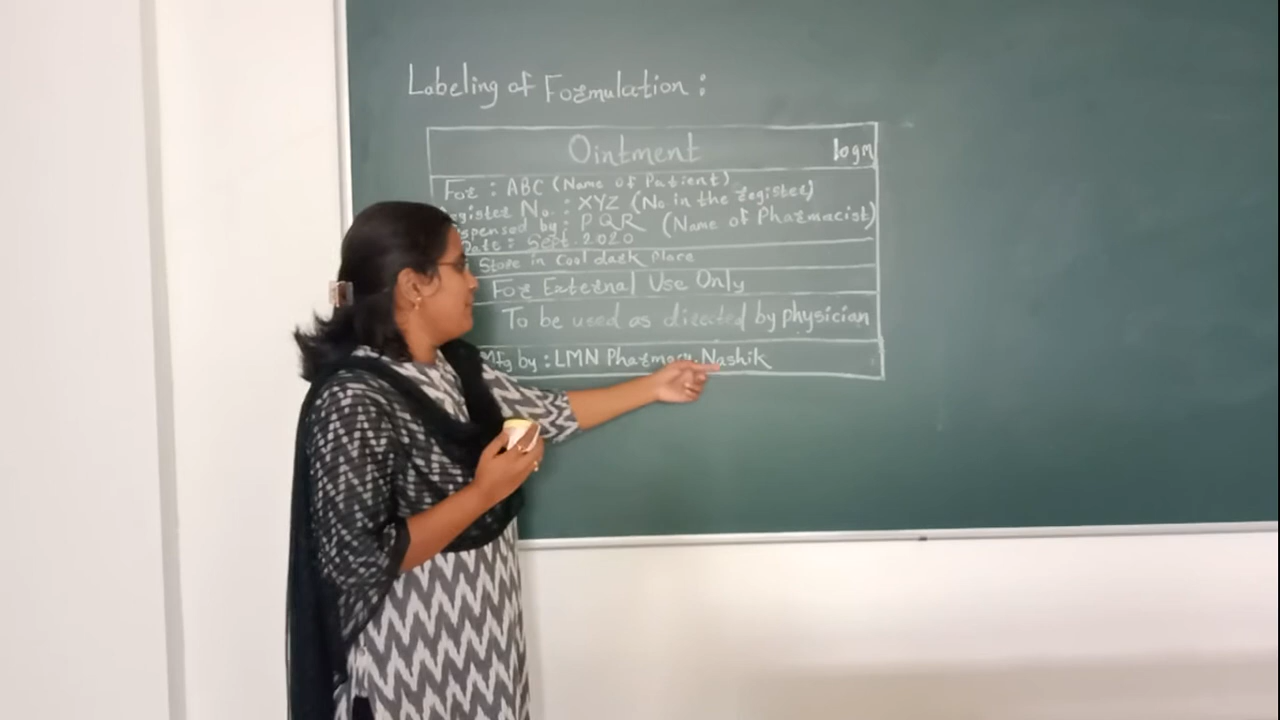 Labeling of Formulation :
Ointment 10gm
For : ABC (Name of Patient)
No. : XYZ (No in the register)
by : PQR (Name of Pharmacist)
Date : Sept. 2020
Store in Cool dark Place
For External Use Only
To be used as directed by physician
Mfg by : LMN Pharmacy, Nashik